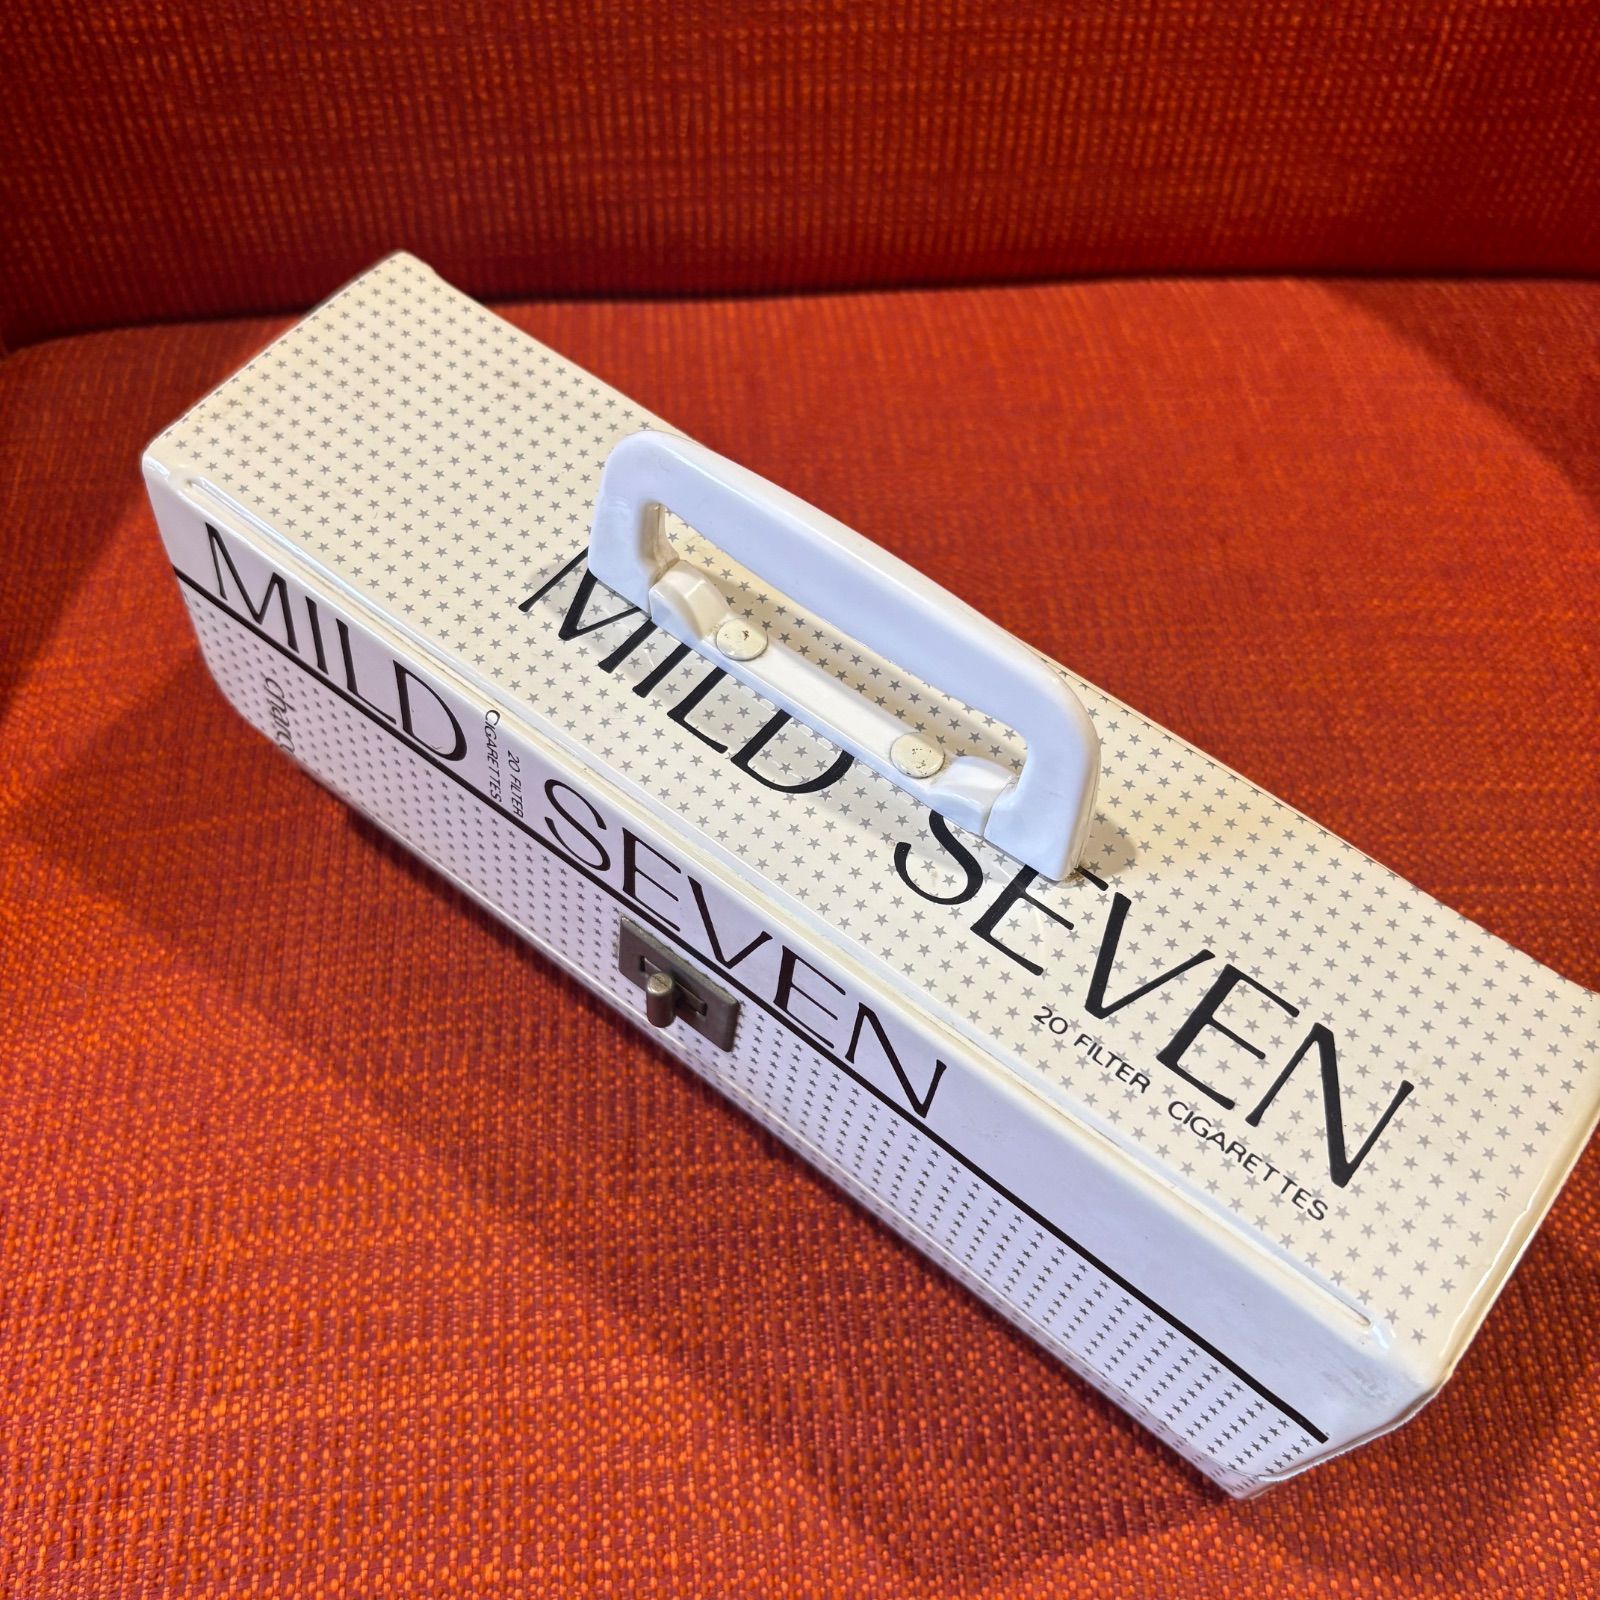 MILD SEVEN
20 FILTER CIGARETTES
MILD SEVEN
20 FILTER
CIGARETTES